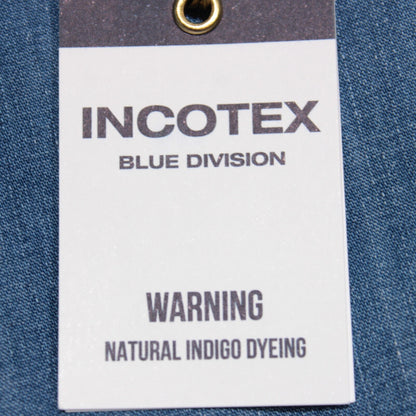 INCOTEX
BLUE DIVISION
WARNING
NATURAL INDIGO DYEING